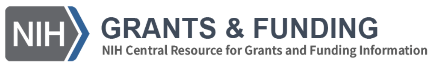 NIH
GRANTS & FUNDING
NIH Central Resource for Grants and Funding Information